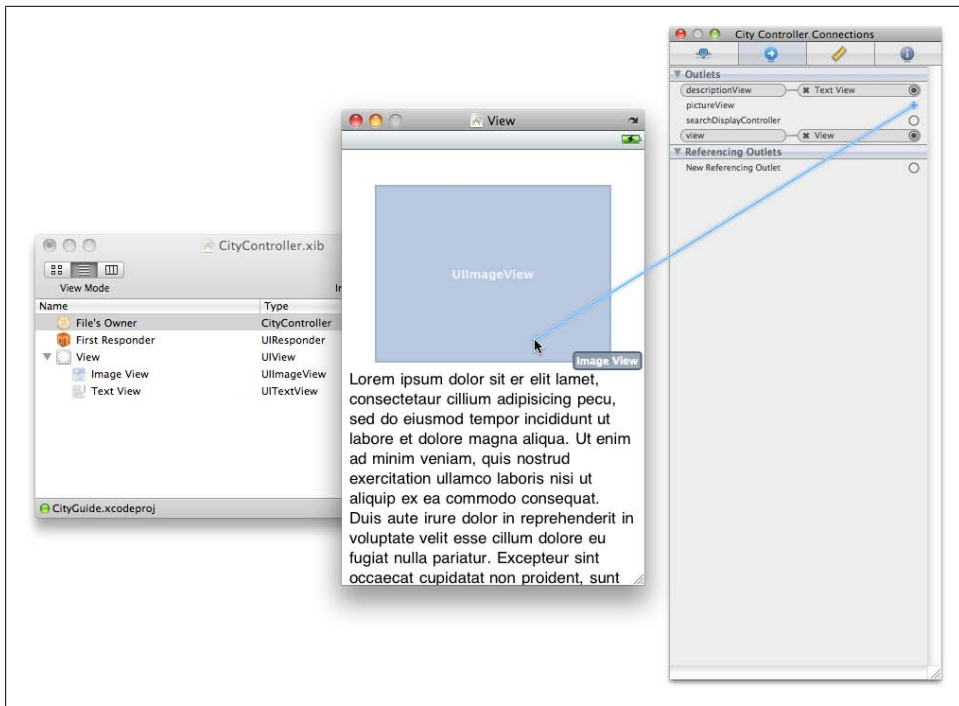 City Controller Connections
Outlets
descriptionView
Text View
pictureView
searchDisplayController
view
View
Referencing Outlets
New Referencing Outlet
View
UIImageView
Image View
Lorem ipsum dolor sit er elit lamet,
consectetaur cillium adipisicing pecu,
sed do eiusmod tempor incididunt ut
labore et dolore magna aliqua. Ut enim
ad minim veniam, quis nostrud
exercitation ullamco laboris nisi ut
aliquip ex ea commodo consequat.
Duis aute irure dolor in reprehenderit in
voluptate velit esse cillum dolore eu
fugiat nulla pariatur. Excepteur sint
occaecat cupidatat non proident, sunt
CityController.xib
View Mode
Name Type
File's Owner CityController
First Responder UIResponder
View UIView
Image View UIImageView
Text View UITextView
CityGuide.xcodeproj